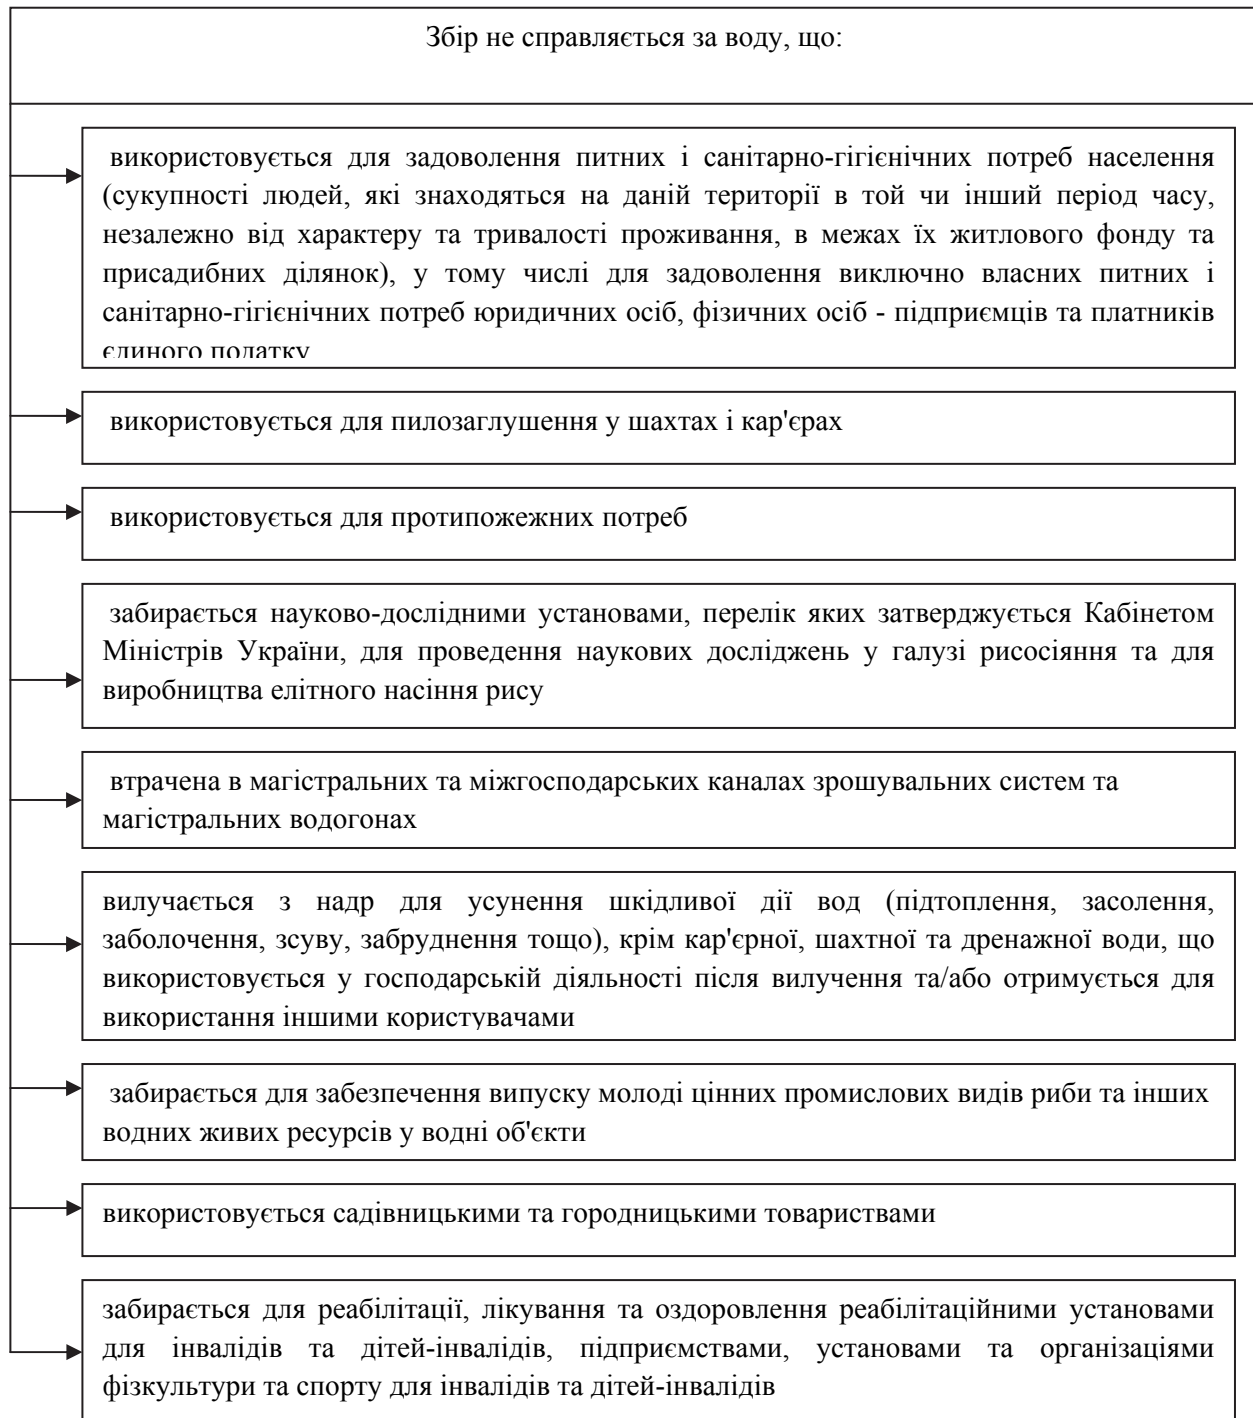 Збір не справляється за воду, що:
використовується для задоволення питних і санітарно-гігієнічних потреб населення
(сукупності людей, які знаходяться на даній території в той чи інший період часу,
незалежно від характеру та тривалості проживання, в межах їх житлового фонду та
присадибних ділянок), у тому числі для задоволення виключно власних питних і
санітарно-гігієнічних потреб юридичних осіб, фізичних осіб - підприємців та платників
єдиного податку
використовується для пилозаглушення у шахтах і кар'єрах
використовується для протипожежних потреб
забирається науково-дослідними установами, перелік яких затверджується Кабінетом
Міністрів України, для проведення наукових досліджень у галузі рисосіяння та для
виробництва елітного насіння рису
втрачена в магістральних та міжгосподарських каналах зрошувальних систем та
магістральних водогонах
вилучається з надр для усунення шкідливої дії вод (підтоплення, засолення,
заболочення, зсуву, забруднення тощо), крім кар'єрної, шахтної та дренажної води, що
використовується у господарській діяльності після вилучення та/або отримується для
використання іншими користувачами
забирається для забезпечення випуску молоді цінних промислових видів риби та інших
водних живих ресурсів у водні об'єкти
використовується садівницькими та городницькими товариствами
забирається для реабілітації, лікування та оздоровлення реабілітаційними установами
для інвалідів та дітей-інвалідів, підприємствами, установами та організаціями
фізкультури та спорту для інвалідів та дітей-інвалідів